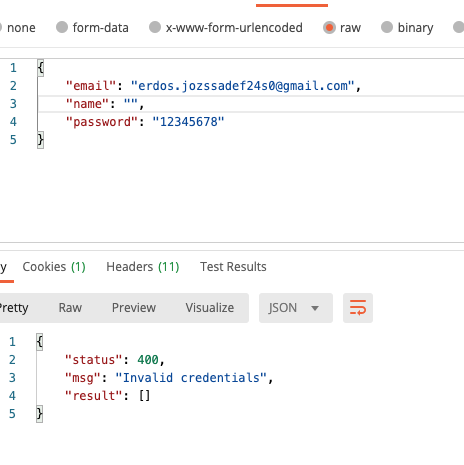 none form-data x-www-form-urlencoded raw binary
1 {
2 "email": "erdos.jozssadef24s0@gmail.com",
3 "name": "",
4 "password": "12345678"
5 }
y Cookies (1) Headers (11) Test Results
Pretty Raw Preview Visualize JSON
1 {
2 "status": 400,
3 "msg": "Invalid credentials",
4 "result": []
5 }